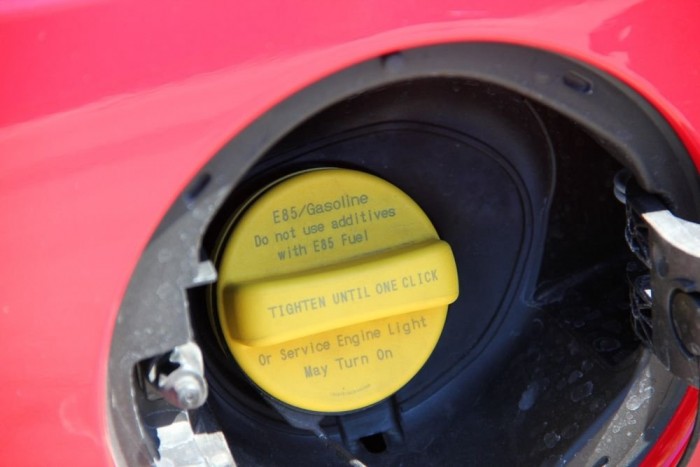 E85/Gasoline
Do not use additives
with E85 Fuel
TIGHTEN UNTIL ONE CLICK
Or Service Engine Light
May Turn On